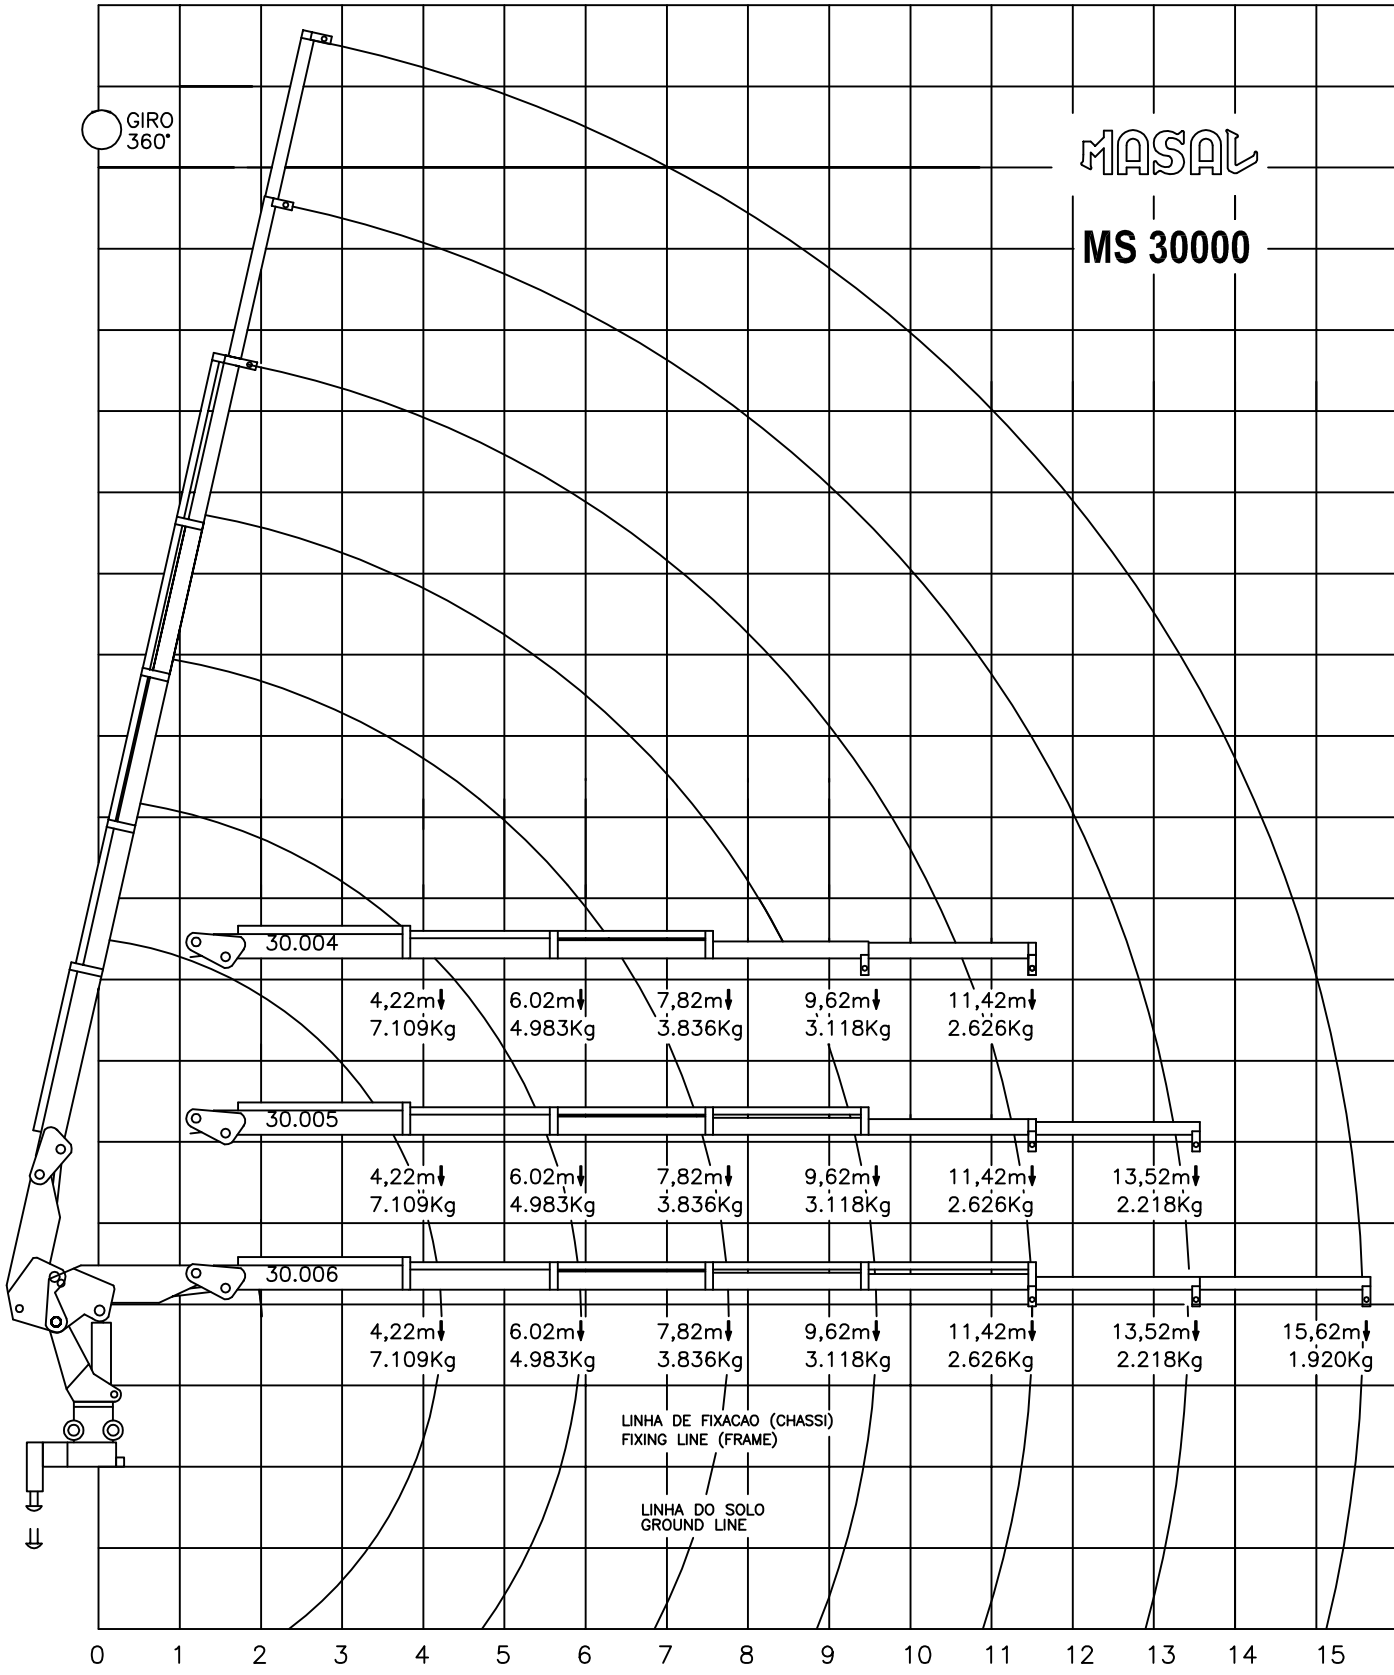 GIRO
360°
MASAL
MS 30000
30.004
4,22m 6.02m 7,82m 9,62m 11,42m
7.109Kg 4.983Kg 3.836Kg 3.118Kg 2.626Kg
30.005
4,22m 6.02m 7,82m 9,62m 11,42m 13,52m
7.109Kg 4.983Kg 3.836Kg 3.118Kg 2.626Kg 2.218Kg
30.006
4,22m 6.02m 7,82m 9,62m 11,42m 13,52m 15,62m
7.109Kg 4.983Kg 3.836Kg 3.118Kg 2.626Kg 2.218Kg 1.920Kg
LINHA DE FIXACAO (CHASSI)
FIXING LINE (FRAME)
LINHA DO SOLO
GROUND LINE
0 1 2 3 4 5 6 7 8 9 10 11 12 13 14 15